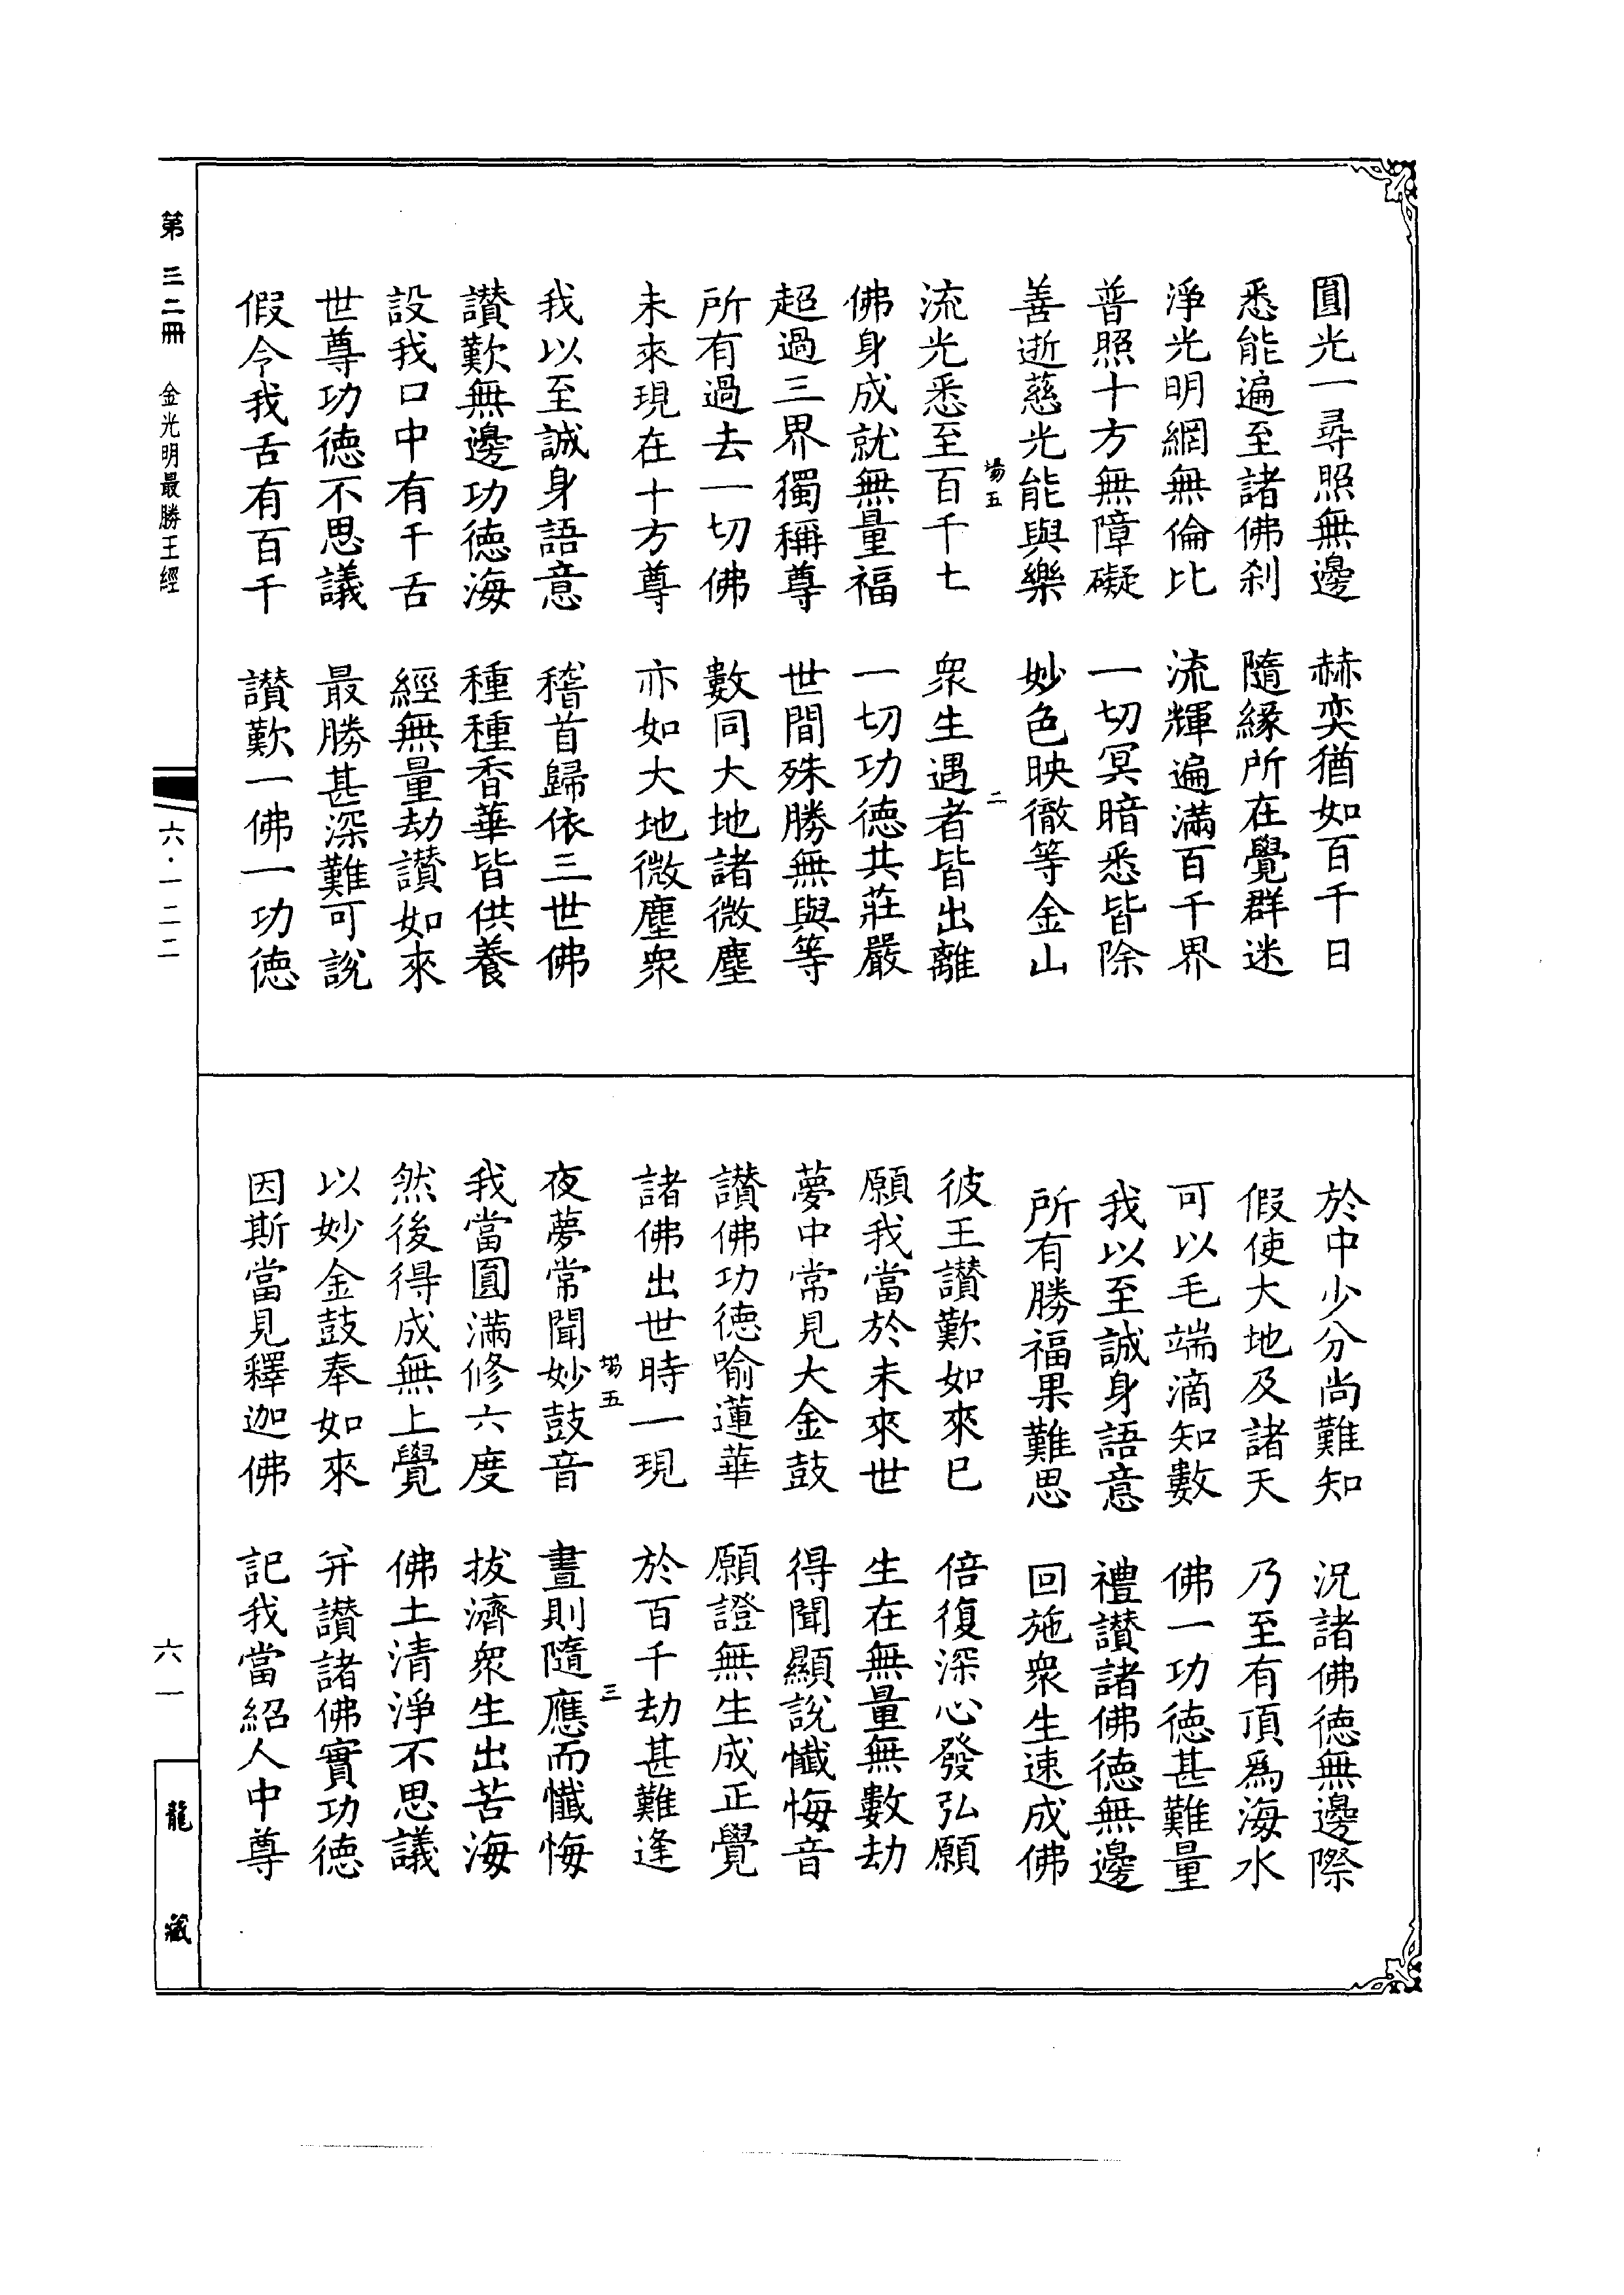 圓光一尋照無邊　赫奕猶如百千日
悉能遍至諸佛刹　隨緣所在覺群迷
淨光明網無倫比　流輝遍滿百千界
普照十方無障礙　一切冥暗悉皆除
善逝慈光能與樂　妙色映徹等金山
場五　二
流光悉至百千七　衆生遇者皆出離
佛身成就無量福　一切功德共莊嚴
超過三界獨稱尊　世間殊勝無與等
所有過去一切佛　數同大地諸微塵
未來現在十方尊　亦如大地微塵衆
我以至誠身語意　稽首歸依三世佛
讃歎無邊功德海　種種香華皆供養
設我口中有千舌　經無量劫讃如來
世尊功德不思議　最勝甚深難可說
假令我舌有百千　讃歎一佛一功德
於中少分尚難知　況諸佛德無邊際
假使大地及諸天　乃至有頂爲海水
可以毛端滴知數　佛一功德甚難量
我以至誠身語意　禮讃諸佛德無邊
所有勝福果難思　回施衆生速成佛
彼王讃歎如來已　倍復深心發弘願
願我當於未來世　生在無量無數劫
夢中常見大金鼓　得聞顯說懺悔音
讃佛功德喻蓮華　願證無生成正覺
諸佛出世時一現　於百千劫甚難逢
場五　三
夜夢常聞妙鼓音　晝則隨應而懺悔
我當圓滿修六度　拔濟衆生出苦海
然後得成無上覺　佛土清淨不思議
以妙金鼓奉如來　并讃諸佛實功德
因斯當見釋迦佛　記我當紹人中尊
第三二冊　金光明最勝王經　六·一二二　六一　龍藏